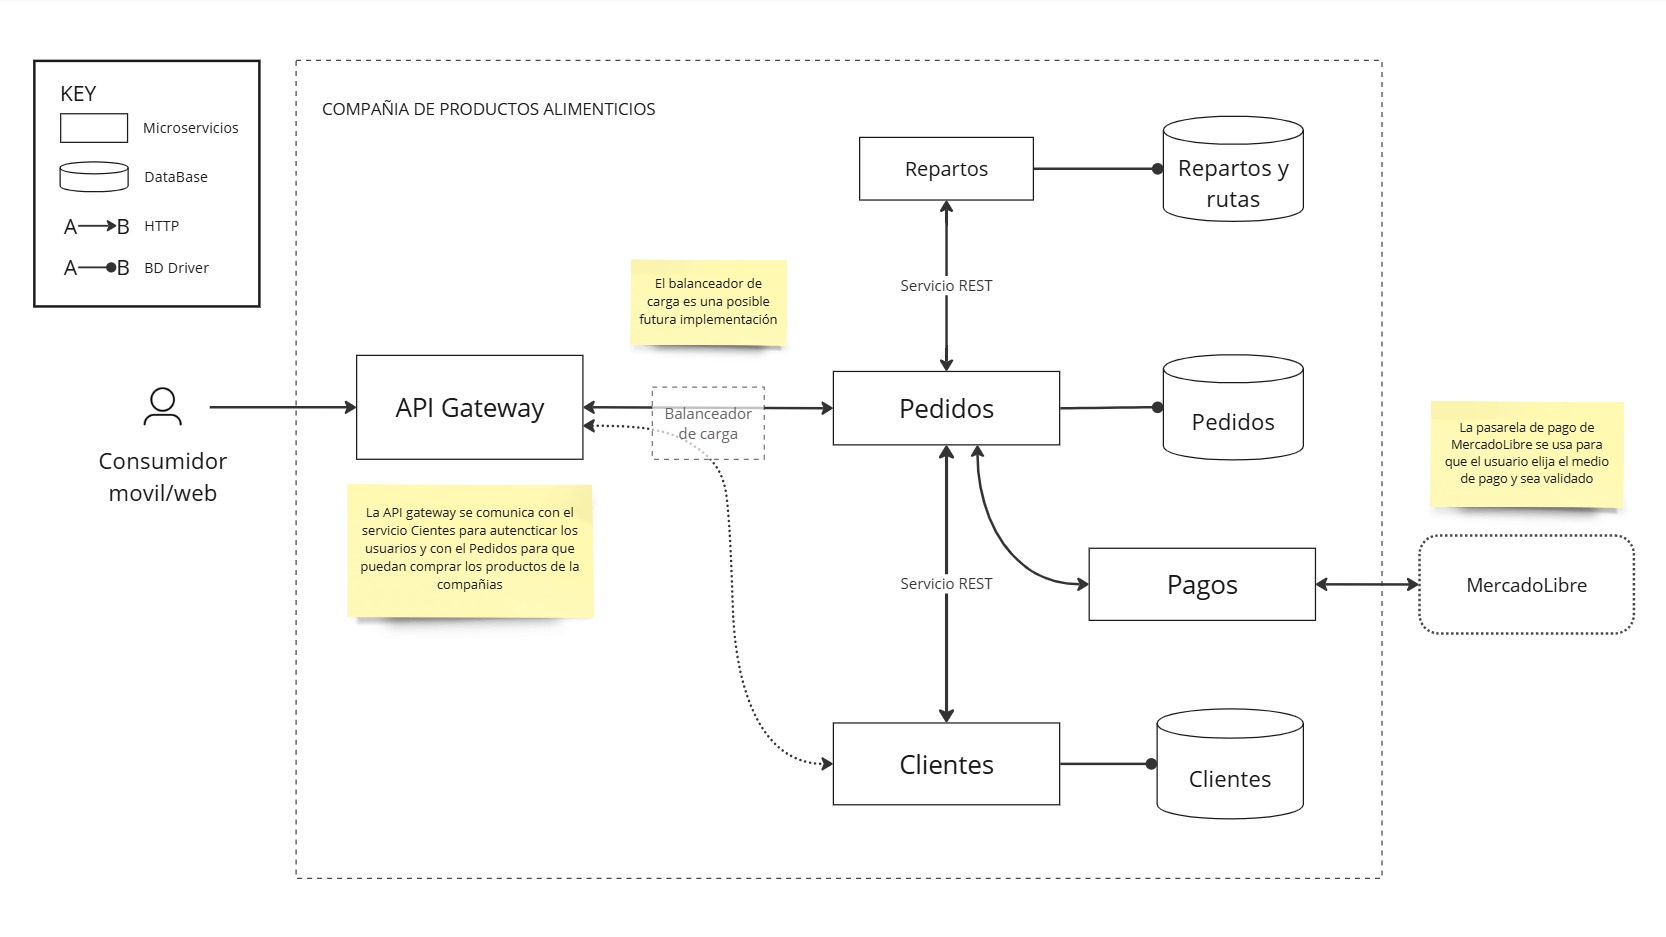 KEY
Microservicios
DataBase
A B HTTP
A B BD Driver
COMPAÑIA DE PRODUCTOS ALIMENTICIOS
Repartos
Repartos y
rutas
Servicio REST
El balanceador de
carga es una posible
futura implementación
Consumidor
movil/web
API Gateway
Balanceador
de carga
Pedidos
Pedidos
La pasarela de pago de
MercadoLibre se usa para
que el usuario elija el medio
de pago y sea validado
La API gateway se comunica con el
servicio Cientes para autencticar los
usuarios y con el Pedidos para que
puedan comprar los productos de la
compañias
Servicio REST
Pagos
MercadoLibre
Clientes
Clientes